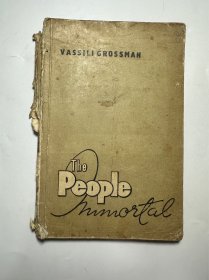 VASSILI GROSSMAN
The
People
Immortal